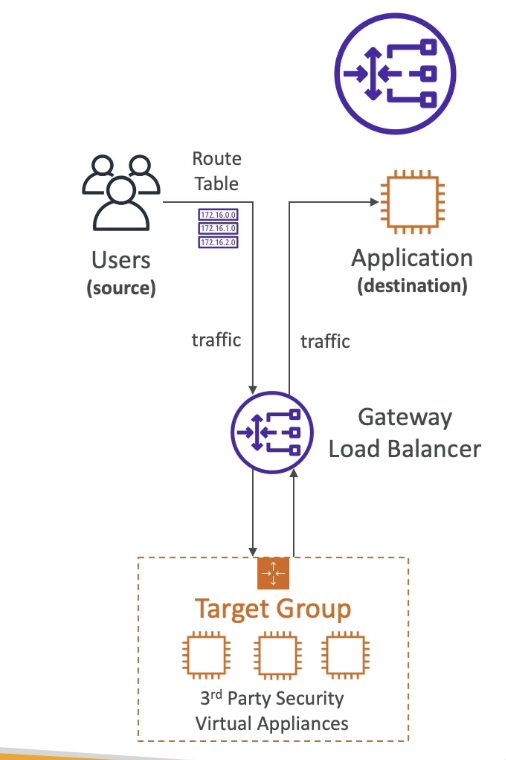 Route
Table
172.16.0.0
172.16.1.0
172.16.2.0
Users
(source)
Application
(destination)
traffic
traffic
Gateway
Load Balancer
Target Group
3rd Party Security
Virtual Appliances